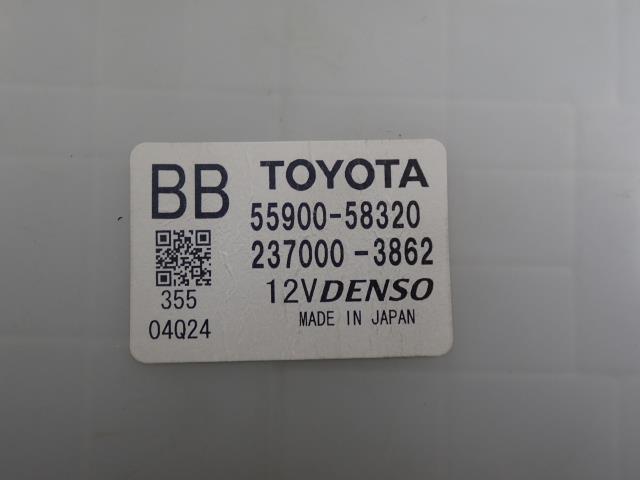 BB TOYOTA
55900-58320
237000-3862
12V DENSO
MADE IN JAPAN
355
04Q24